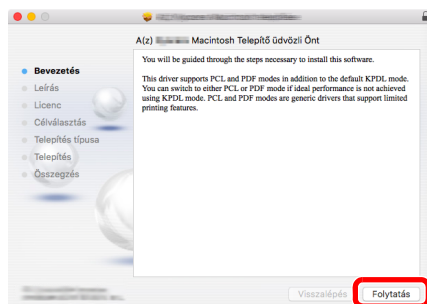 A(z) Macintosh Telepítő üdvözli Önt
Bevezetés
Leírás
Licenc
Célválasztás
Telepítés típusa
Telepítés
Összegzés
You will be guided through the steps necessary to install this software.
This driver supports PCL and PDF modes in addition to the default KPDL mode.
You can switch to either PCL or PDF mode if ideal performance is not achieved
using KPDL mode. PCL and PDF modes are generic drivers that support limited
printing features.
Visszalépés
Folytatás